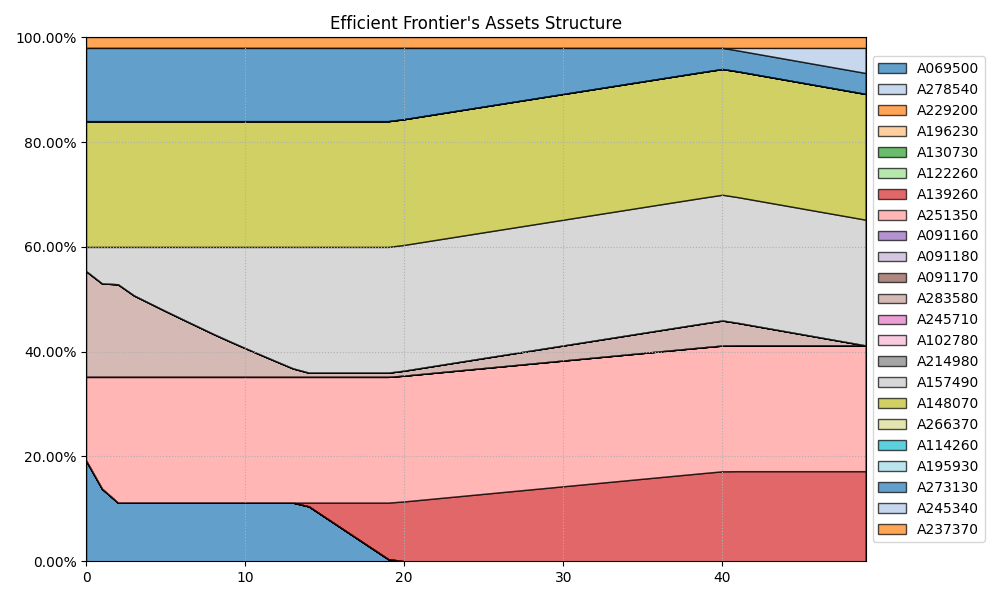 Efficient Frontier's Assets Structure
100.00%
80.00%
60.00%
40.00%
20.00%
0.00%
0
10
20
30
40
A069500
A278540
A229200
A196230
A130730
A122260
A139260
A251350
A091160
A091180
A091170
A283580
A245710
A102780
A214980
A157490
A148070
A266370
A114260
A195930
A273130
A245340
A237370